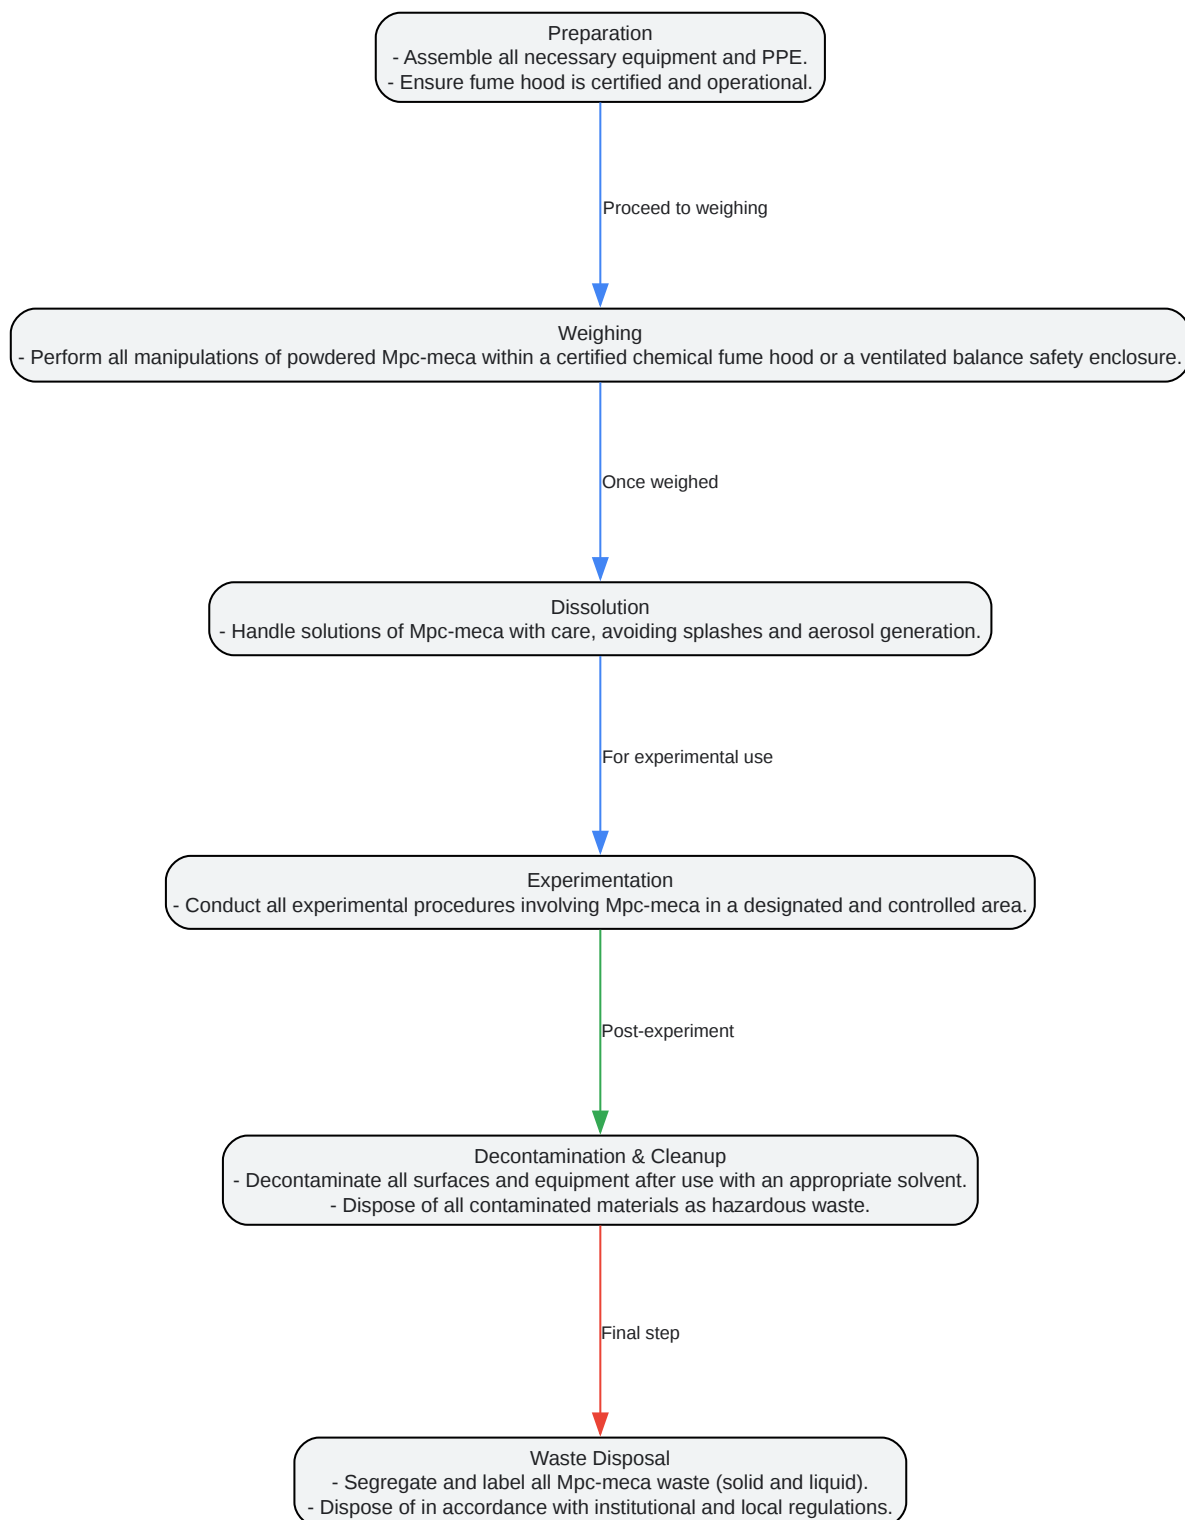 Preparation
- Assemble all necessary equipment and PPE.
- Ensure fume hood is certified and operational.
Proceed to weighing
Weighing
- Perform all manipulations of powdered Mpc-meca within a certified chemical fume hood or a ventilated balance safety enclosure.
Once weighed
Dissolution
- Handle solutions of Mpc-meca with care, avoiding splashes and aerosol generation.
For experimental use
Experimentation
- Conduct all experimental procedures involving Mpc-meca in a designated and controlled area.
Post-experiment
Decontamination & Cleanup
- Decontaminate all surfaces and equipment after use with an appropriate solvent.
- Dispose of all contaminated materials as hazardous waste.
Final step
Waste Disposal
- Segregate and label all Mpc-meca waste (solid and liquid).
- Dispose of in accordance with institutional and local regulations.